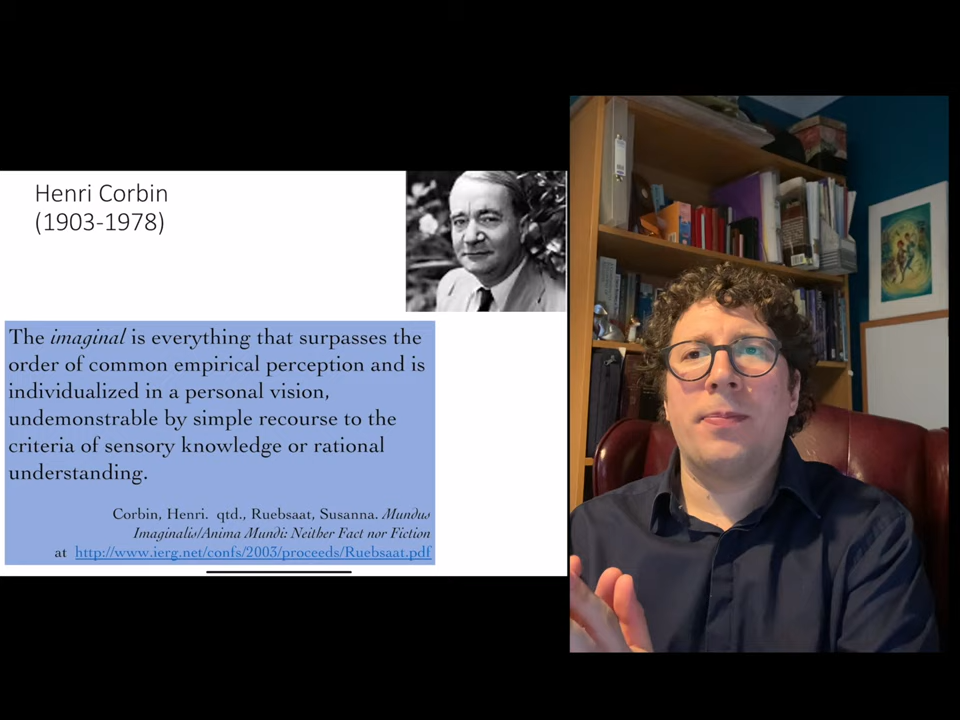 Henri Corbin
(1903-1978)
The imaginal is everything that surpasses the
order of common empirical perception and is
individualized in a personal vision,
undemonstrable by simple recourse to the
criteria of sensory knowledge or rational
understanding.
Corbin, Henri. qtd., Ruebsaat, Susanna. Mundus
Imaginalis/Anima Mundi: Neither Fact nor Fiction
at http://www.ierg.net/confs/2003/proceeds/Ruebsaat.pdf